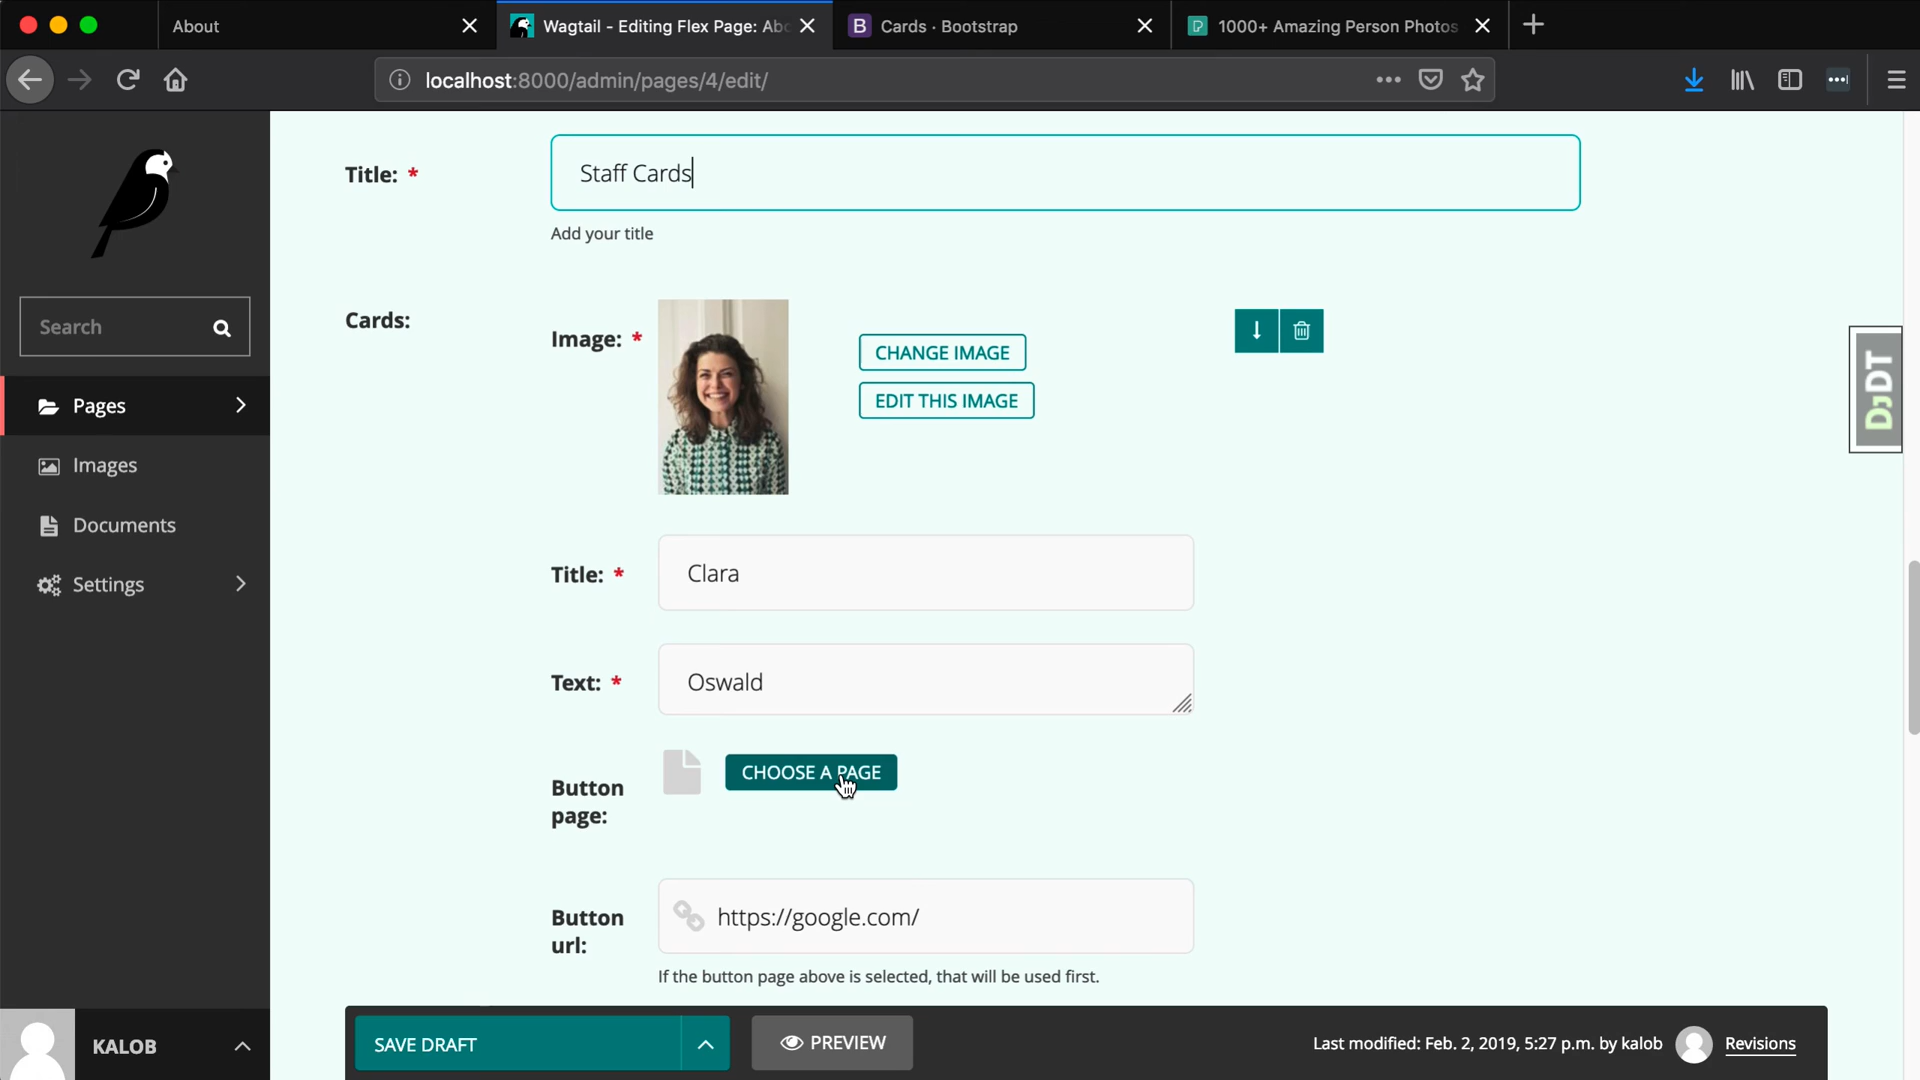 About
Wagtail - Editing Flex Page: Abo
B Cards · Bootstrap
1000+ Amazing Person Photos
localhost:8000/admin/pages/4/edit/
Title: *
Staff Cards
Add your title
Search
Cards:
Image: *
CHANGE IMAGE
EDIT THIS IMAGE
DjDT
Pages
Images
Documents
Settings
Title: *
Clara
Text: *
Oswald
Button page:
CHOOSE A PAGE
Button url:
https://google.com/
If the button page above is selected, that will be used first.
KALOB
SAVE DRAFT
PREVIEW
Last modified: Feb. 2, 2019, 5:27 p.m. by kalob
Revisions